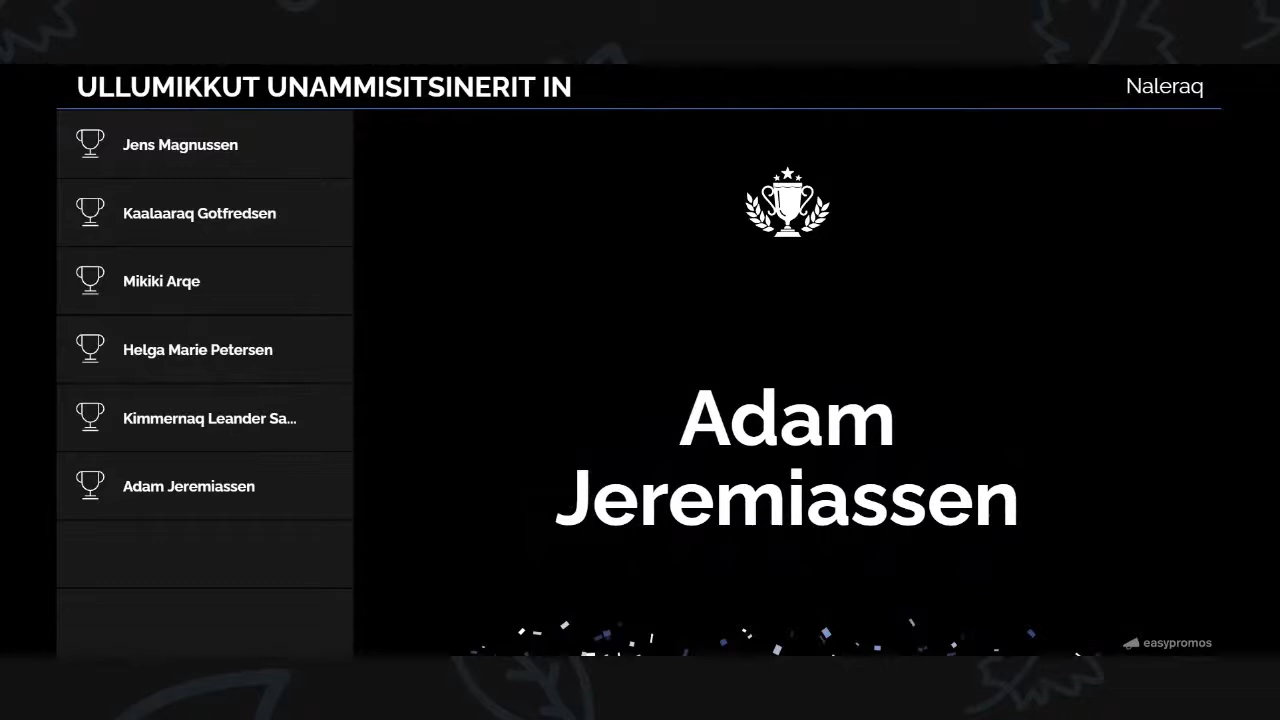 ULLUMIKKUT UNAMMISITSINERIT IN
Naleraq
Jens Magnussen
Kaalaaraq Gotfredsen
Mikiki Arqe
Helga Marie Petersen
Kimmernaq Leander Sa...
Adam Jeremiassen
Adam
Jeremiassen
easypromos